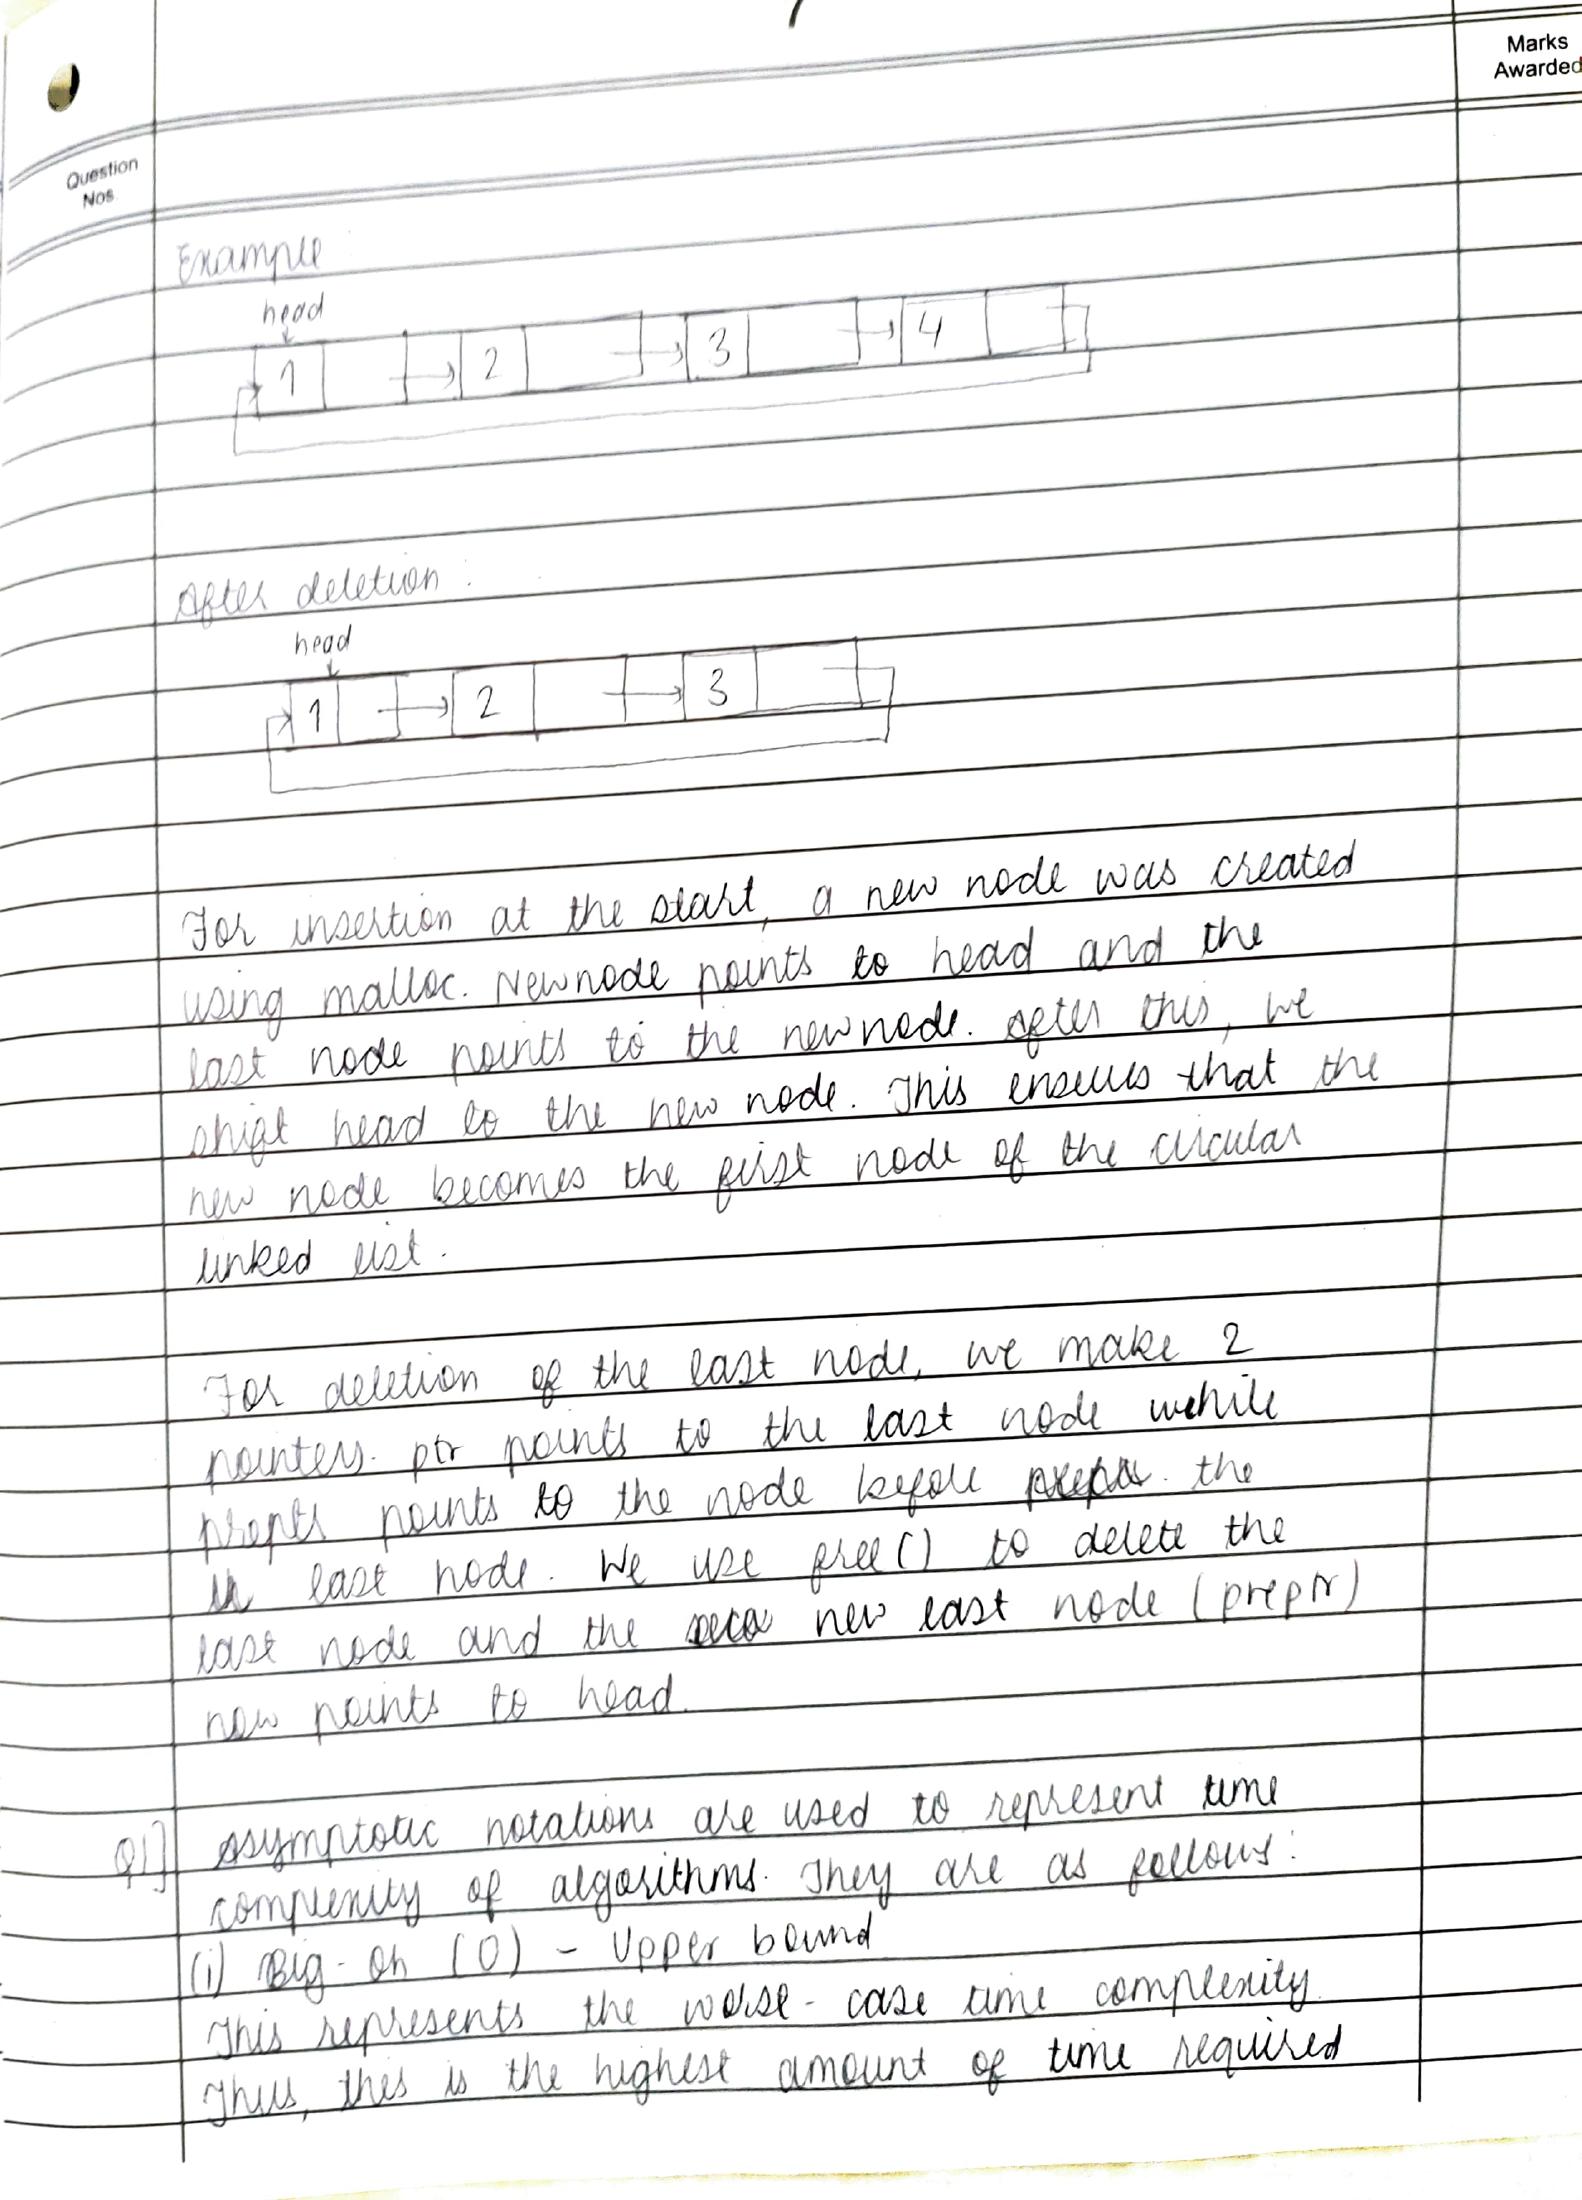 Marks
Awarded
Question
Nos.
Example
head
1 2 3 4
After deletion :
head
1 2 3
For insertion at the start, a new node was created
using malloc. Newnode points to head and the
last node points to the newnode. After this, we
shift head to the new node. This ensures that the
new node becomes the first node of the circular
linked list.
For deletion of the last node, we make 2
pointers. ptr points to the last node while
preptr points to the node before the
last node. We use free() to delete the
last node and the new last node (preptr)
now points to head.
Q1] Asymptotic notations are used to represent time
complexity of algorithms. They are as follows:
(i) Big-Oh (O) - Upper bound
This represents the worse-case time complexity.
Thus, this is the highest amount of time required